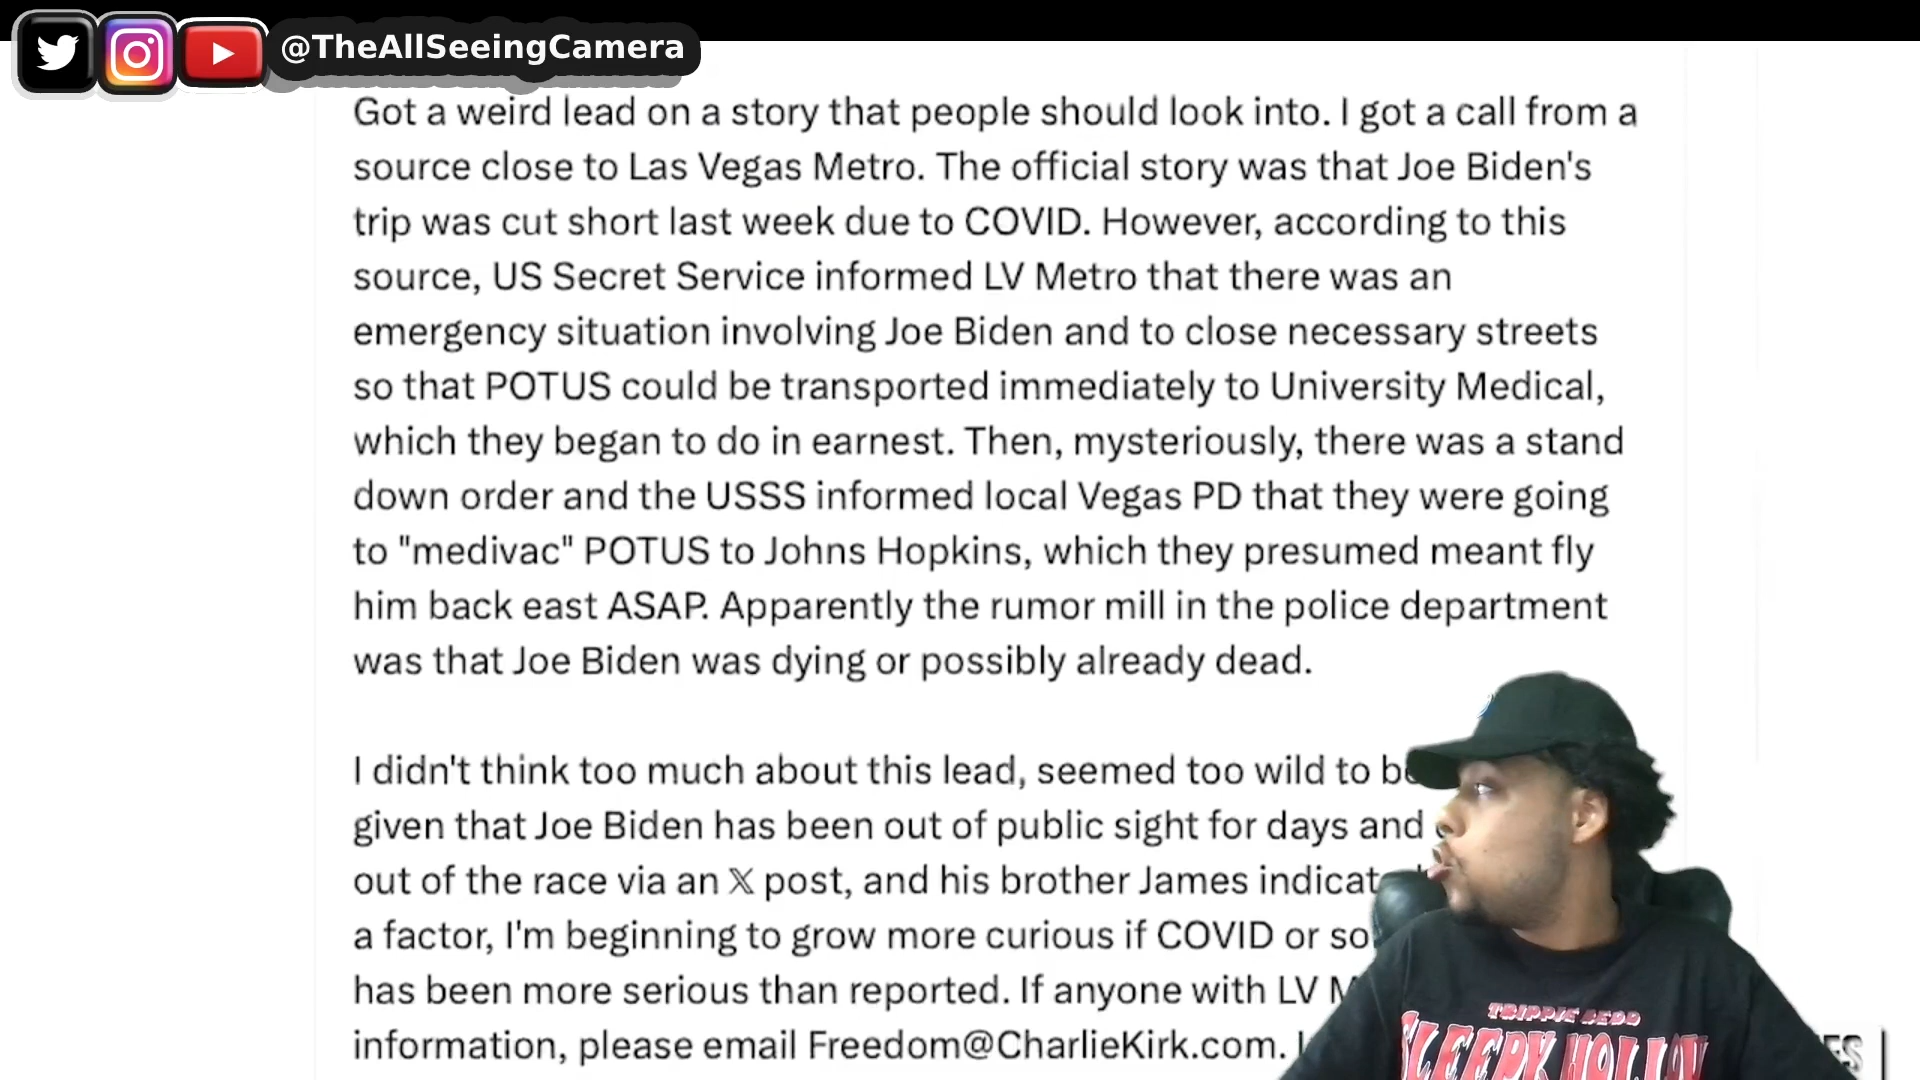 @TheAllSeeingCamera
Got a weird lead on a story that people should look into. I got a call from a
source close to Las Vegas Metro. The official story was that Joe Biden's
trip was cut short last week due to COVID. However, according to this
source, US Secret Service informed LV Metro that there was an
emergency situation involving Joe Biden and to close necessary streets
so that POTUS could be transported immediately to University Medical,
which they began to do in earnest. Then, mysteriously, there was a stand
down order and the USSS informed local Vegas PD that they were going
to "medivac" POTUS to Johns Hopkins, which they presumed meant fly
him back east ASAP. Apparently the rumor mill in the police department
was that Joe Biden was dying or possibly already dead.
I didn't think too much about this lead, seemed too wild to
given that Joe Biden has been out of public sight for days and
out of the race via an 𝕏 post, and his brother James
a factor, I'm beginning to grow more curious if COVID or
has been more serious than reported. If anyone with LV
information, please email Freedom@CharlieKirk.com.
TRIPPIE REDD
SLEEPY HOLLOW